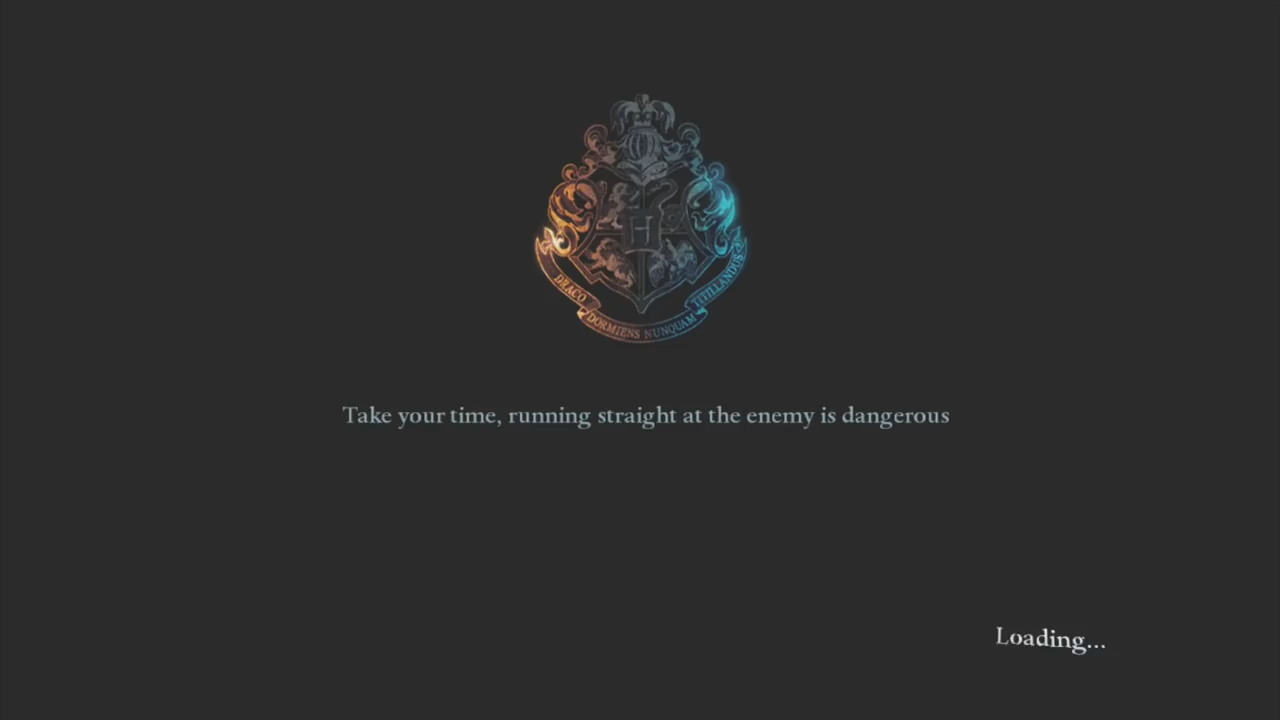 H
DRACO
DORMIENS NUNQUAM
TITILLANDUS
Take your time, running straight at the enemy is dangerous
Loading...